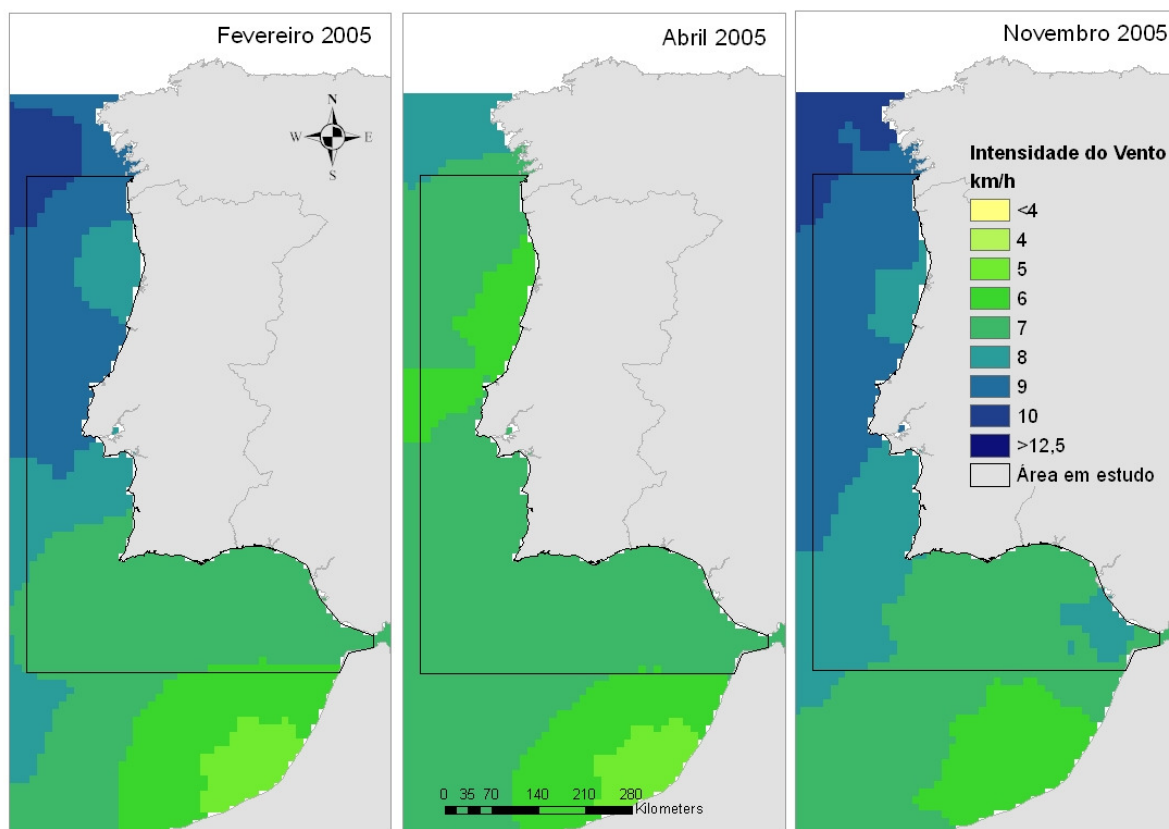 Fevereiro 2005
Abril 2005
Novembro 2005
N
W E
S
Intensidade do Vento
km/h
<4
4
5
6
7
8
9
10
>12,5
Área em estudo
0 35 70 140 210 280
Kilometers